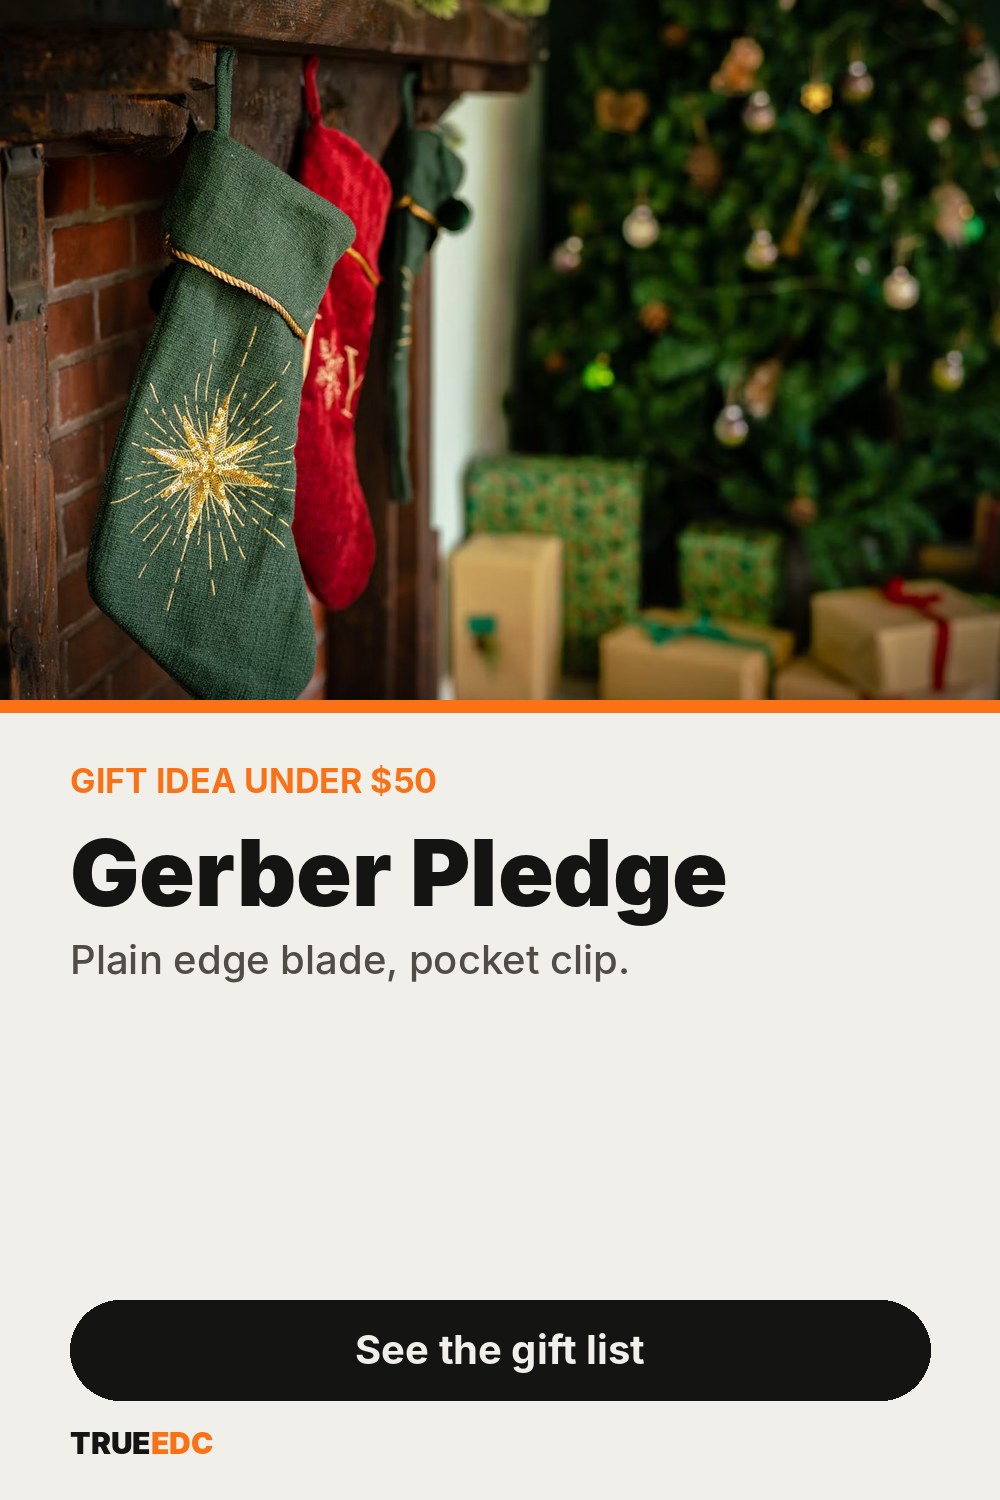 GIFT IDEA UNDER $50
Gerber Pledge
Plain edge blade, pocket clip.
See the gift list
TRUEEDC